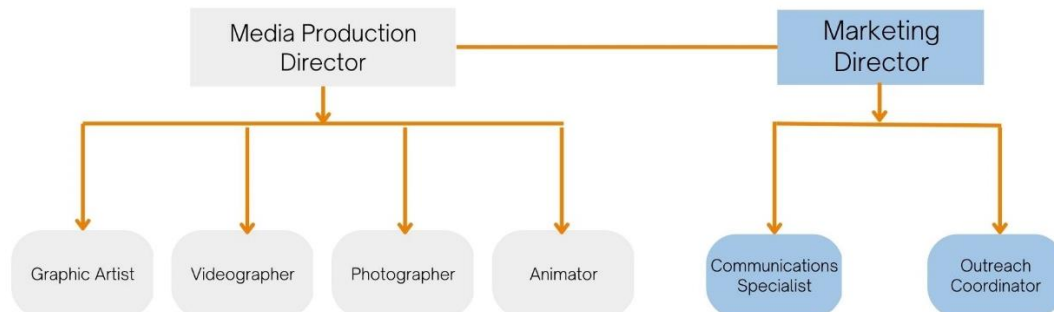 Media Production
Director
Marketing
Director
Graphic Artist
Videographer
Photographer
Animator
Communications
Specialist
Outreach
Coordinator